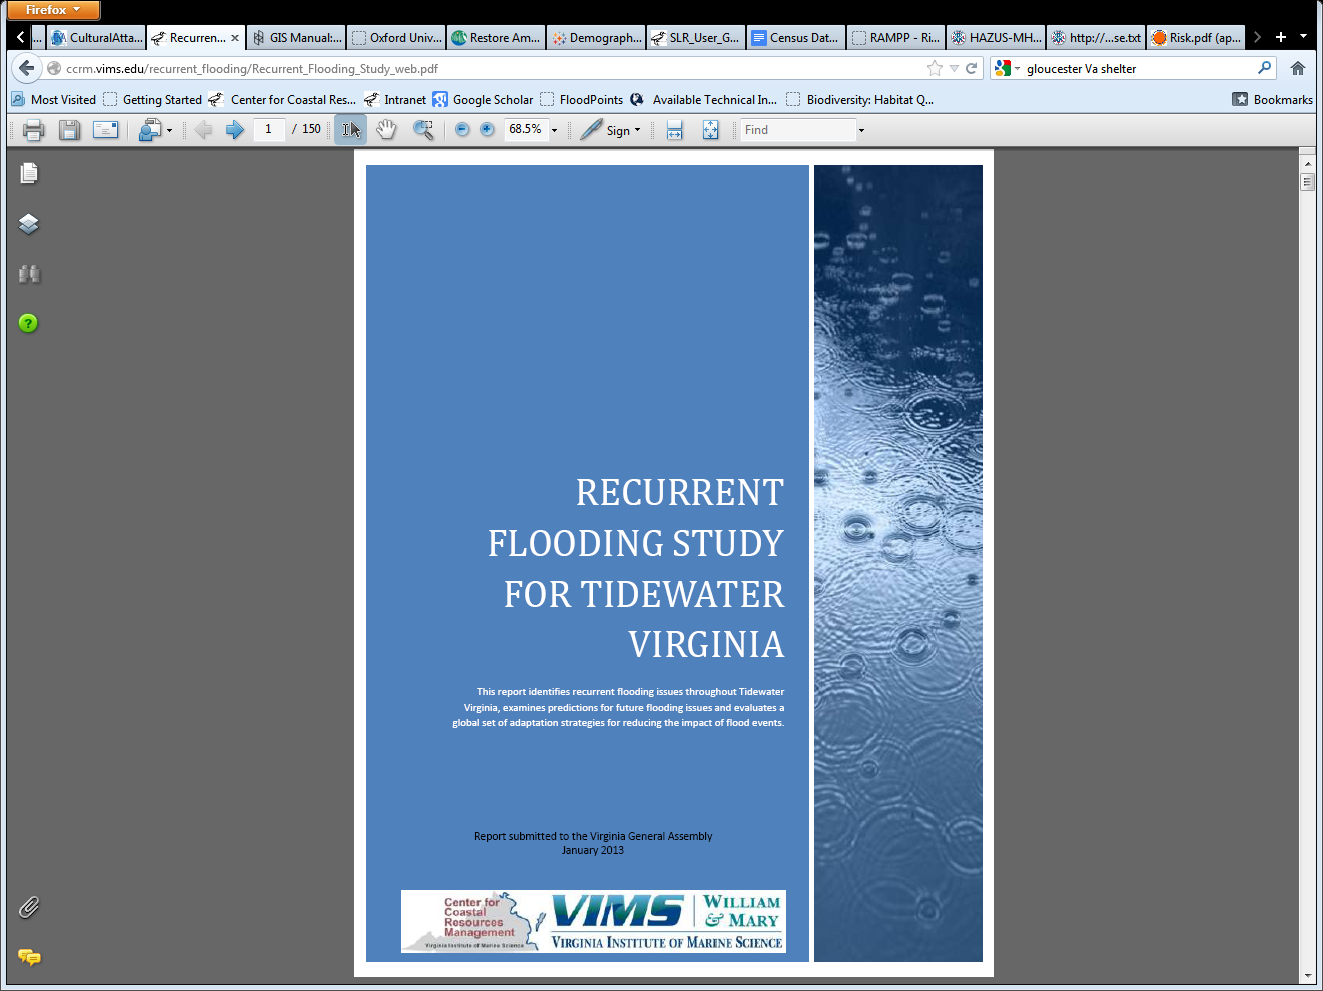 Firefox
...
CulturalAtta...
Recurren...
GIS Manual:...
Oxford Univ...
Restore Am...
Demograph...
SLR_User_G...
Census Dat...
RAMPP - Ri...
HAZUS-MH...
http://...se.txt
Risk.pdf (ap...
ccrm.vims.edu/recurrent_flooding/Recurrent_Flooding_Study_web.pdf
gloucester Va shelter
Most Visited
Getting Started
Center for Coastal Res...
Intranet
Google Scholar
FloodPoints
Available Technical In...
Biodiversity: Habitat Q...
Bookmarks
1 / 150
68.5%
Sign
Find
RECURRENT
FLOODING STUDY
FOR TIDEWATER
VIRGINIA
This report identifies recurrent flooding issues throughout Tidewater
Virginia, examines predictions for future flooding issues and evaluates a
global set of adaptation strategies for reducing the impact of flood events.
Report submitted to the Virginia General Assembly
January 2013
Center for
Coastal
Resources
Management
Virginia Institute of Marine Science
VIMS
WILLIAM
& MARY
VIRGINIA INSTITUTE OF MARINE SCIENCE